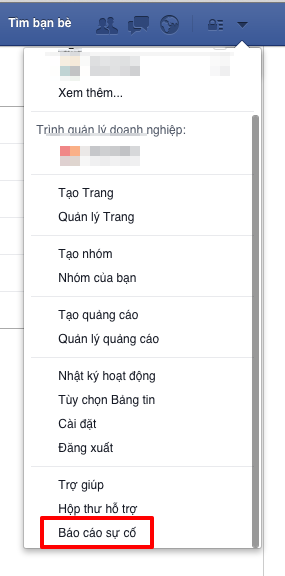 Tìm bạn bè
Xem thêm...
Trình quản lý doanh nghiệp:
Tạo Trang
Quản lý Trang
Tạo nhóm
Nhóm của bạn
Tạo quảng cáo
Quản lý quảng cáo
Nhật ký hoạt động
Tùy chọn Bảng tin
Cài đặt
Đăng xuất
Trợ giúp
Hộp thư hỗ trợ
Báo cáo sự cố